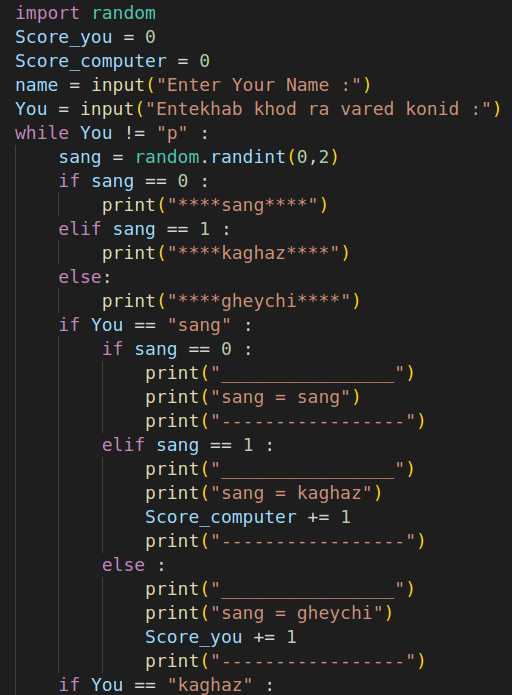 import random
Score_you = 0
Score_computer = 0
name = input("Enter Your Name :")
You = input("Entekhab khod ra vared konid :")
while You != "p" :
    sang = random.randint(0,2)
    if sang == 0 :
        print("****sang****")
    elif sang == 1 :
        print("****kaghaz****")
    else:
        print("****gheychi****")
    if You == "sang" :
        if sang == 0 :
            print("________________")
            print("sang = sang")
            print("-----------------")
        elif sang == 1 :
            print("________________")
            print("sang = kaghaz")
            Score_computer += 1
            print("-----------------")
        else :
            print("________________")
            print("sang = gheychi")
            Score_you += 1
            print("-----------------")
    if You == "kaghaz" :